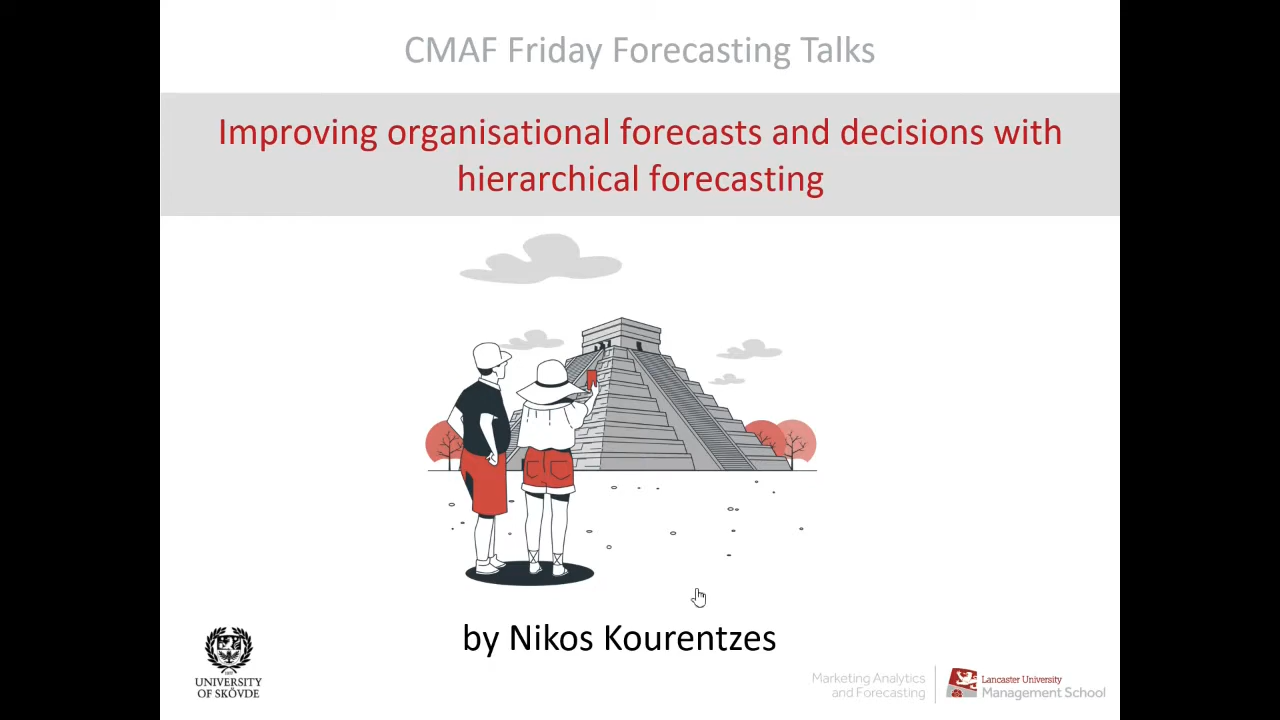 CMAF Friday Forecasting Talks
Improving organisational forecasts and decisions with
hierarchical forecasting
by Nikos Kourentzes
UNIVERSITY
OF SKÖVDE
Marketing Analytics
and Forecasting
Lancaster University
Management School